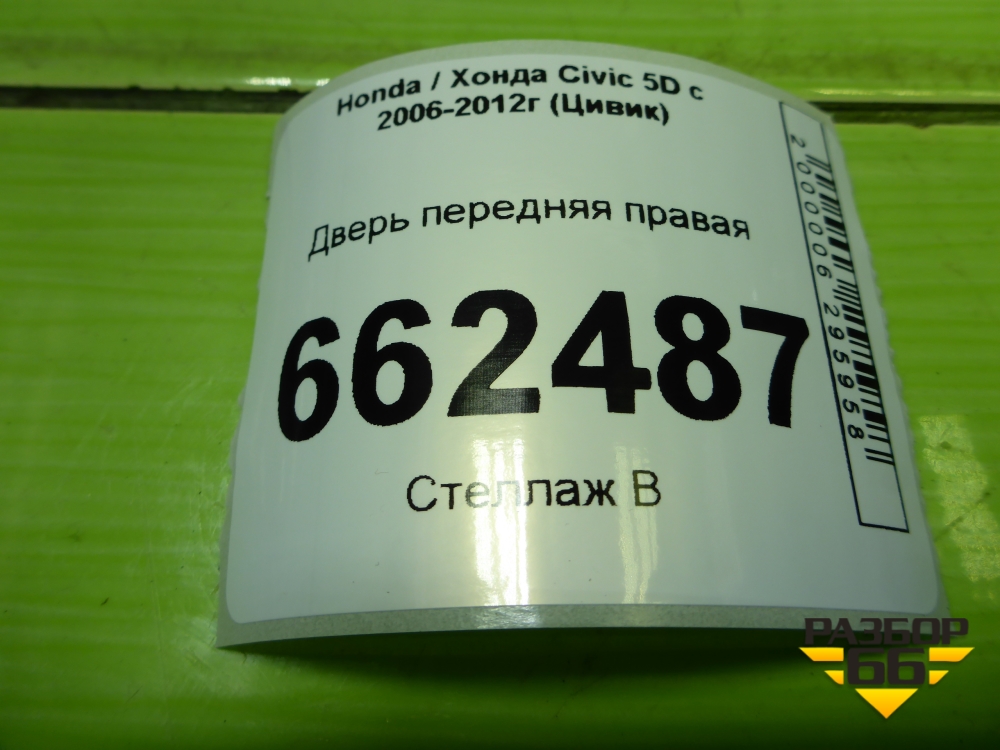 Honda / Хонда Civic 5D с
2006-2012г (Цивик)
Дверь передняя правая
662487
Стеллаж В
2000006295958
РАЗБОР
66